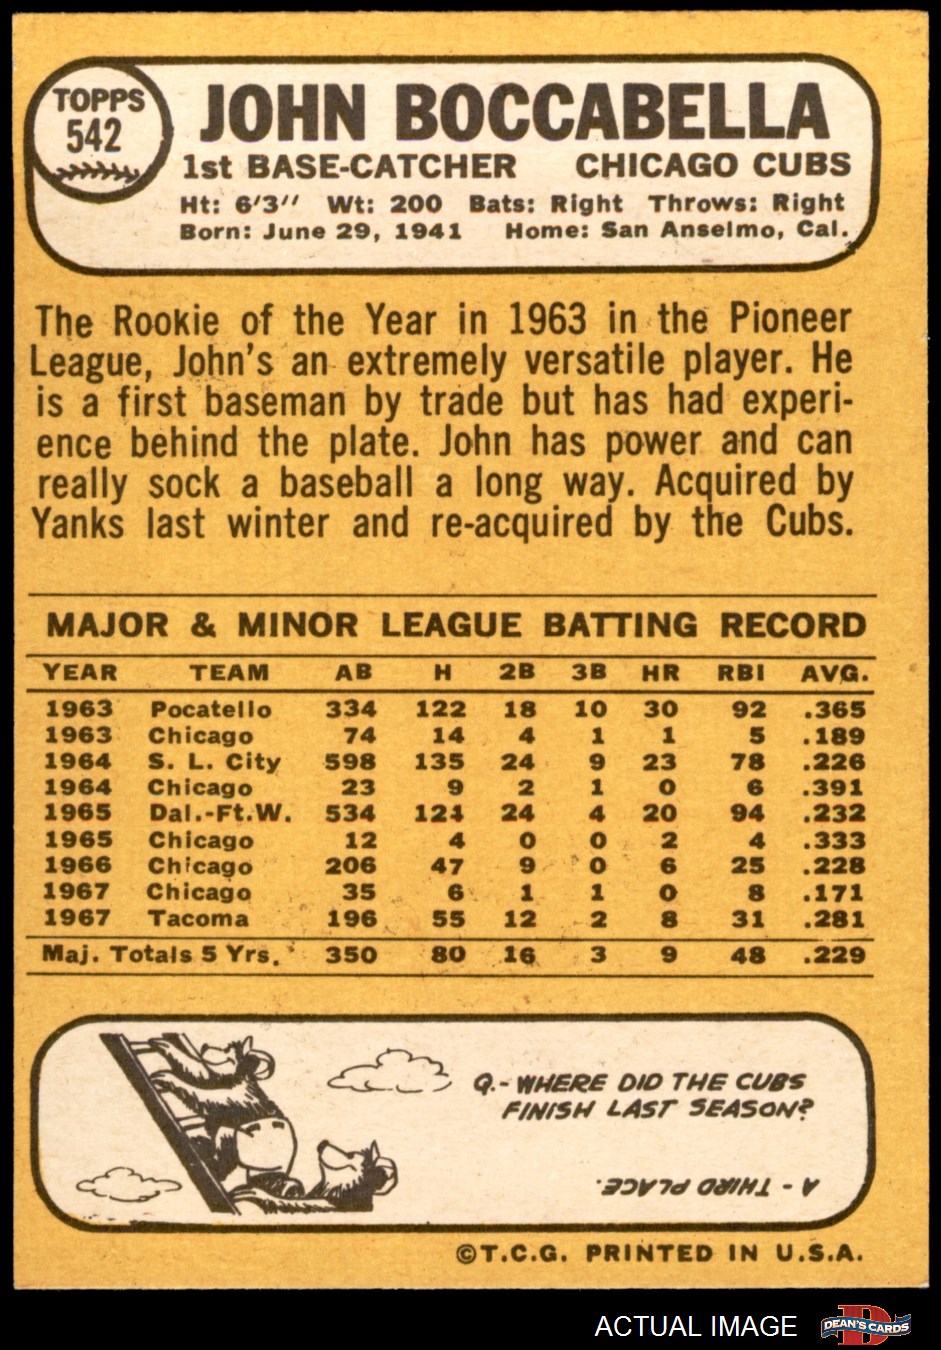 TOPPS
542
JOHN BOCCABELLA
1st BASE-CATCHER CHICAGO CUBS
Ht: 6'3'' Wt: 200 Bats: Right Throws: Right
Born: June 29, 1941 Home: San Anselmo, Cal.
The Rookie of the Year in 1963 in the Pioneer
League, John's an extremely versatile player. He
is a first baseman by trade but has had experi-
ence behind the plate. John has power and can
really sock a baseball a long way. Acquired by
Yanks last winter and re-acquired by the Cubs.
MAJOR & MINOR LEAGUE BATTING RECORD
YEAR TEAM AB H 2B 3B HR RBI AVG.
1963 Pocatello 334 122 18 10 30 92 .365
1963 Chicago 74 14 4 1 1 5 .189
1964 S. L. City 598 135 24 9 23 78 .226
1964 Chicago 23 9 2 1 0 6 .391
1965 Dal.-Ft.W. 534 124 24 4 20 94 .232
1965 Chicago 12 4 0 0 2 4 .333
1966 Chicago 206 47 9 0 6 25 .228
1967 Chicago 35 6 1 1 0 8 .171
1967 Tacoma 196 55 12 2 8 31 .281
Maj. Totals 5 Yrs. 350 80 16 3 9 48 .229
Q.- WHERE DID THE CUBS
FINISH LAST SEASON?
A - THIRD PLACE.
©T.C.G. PRINTED IN U.S.A.
ACTUAL IMAGE
DEAN'S CARDS